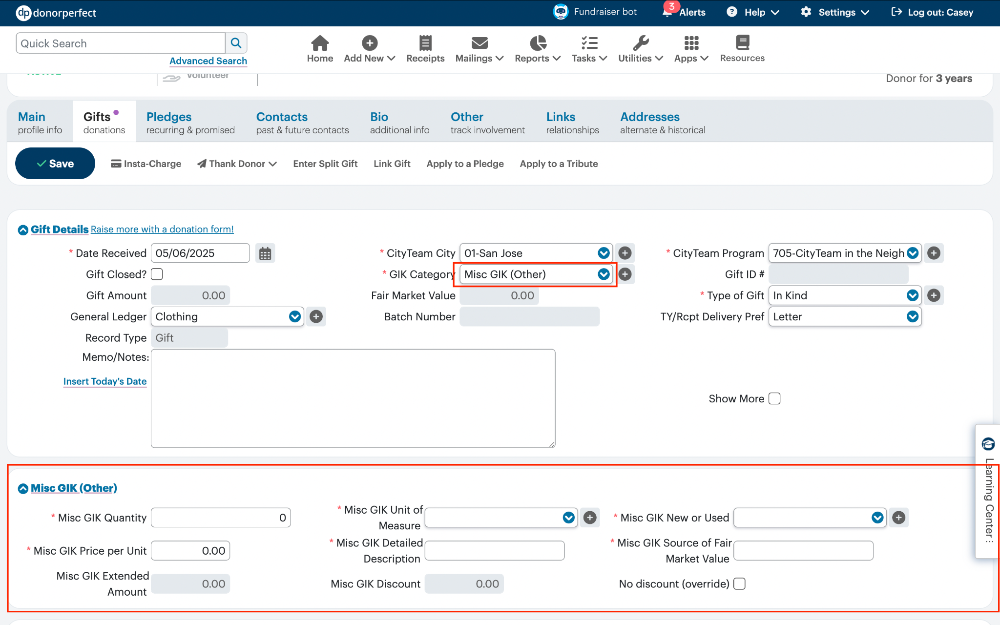 dp donorperfect
Fundraiser bot
3
Alerts
Help
Settings
Log out: Casey
Quick Search
Advanced Search
Home
Add New
Receipts
Mailings
Reports
Tasks
Utilities
Apps
Resources
Volunteer
Donor for 3 years
Main
profile info
Gifts
donations
Pledges
recurring & promised
Contacts
past & future contacts
Bio
additional info
Other
track involvement
Links
relationships
Addresses
alternate & historical
Save
Insta-Charge
Thank Donor
Enter Split Gift
Link Gift
Apply to a Pledge
Apply to a Tribute
Gift Details Raise more with a donation form!
* Date Received 05/06/2025
* CityTeam City 01-San Jose
* CityTeam Program 705-CityTeam in the Neigh
Gift Closed?
* GIK Category Misc GIK (Other)
Gift ID #
Gift Amount 0.00
Fair Market Value 0.00
* Type of Gift In Kind
General Ledger Clothing
Batch Number
TY/Rcpt Delivery Pref Letter
Record Type Gift
Memo/Notes:
Insert Today's Date
Show More
Learning Center
Misc GIK (Other)
* Misc GIK Quantity 0
* Misc GIK Unit of
Measure
* Misc GIK New or Used
* Misc GIK Price per Unit 0.00
* Misc GIK Detailed
Description
* Misc GIK Source of Fair
Market Value
Misc GIK Extended
Amount 0.00
Misc GIK Discount 0.00
No discount (override)